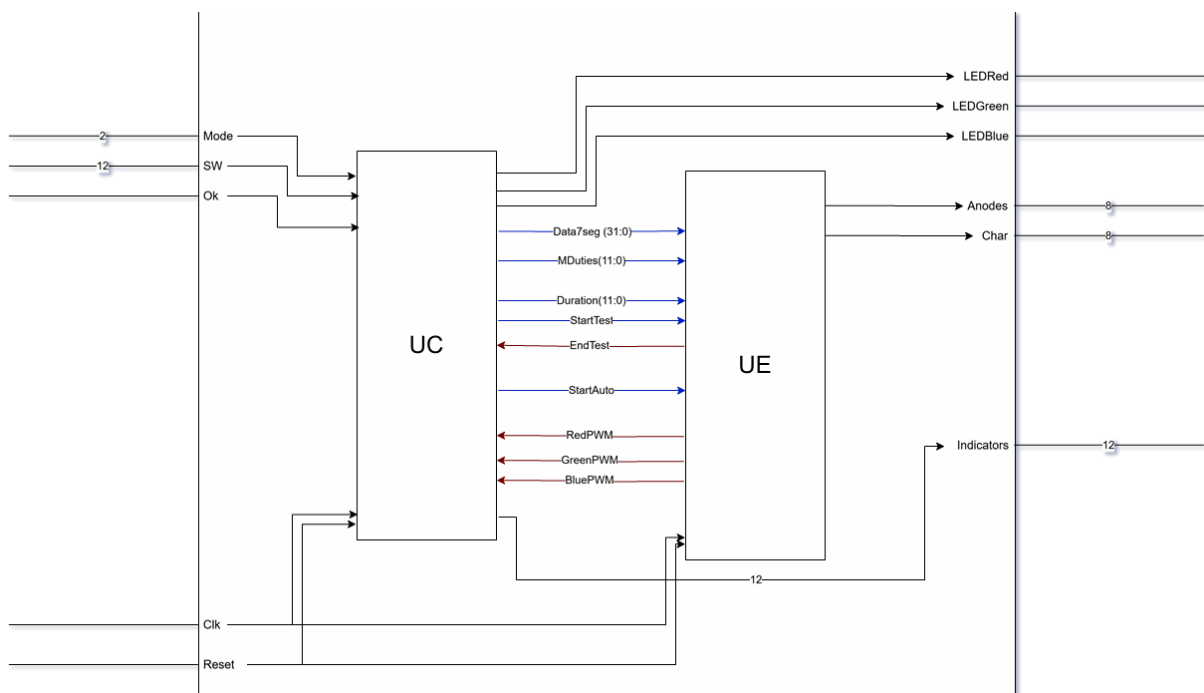 LEDRed
LEDGreen
2
Mode
LEDBlue
12
SW
Ok
Anodes
8
Data7seg (31:0)
Char
8
MDuties(11:0)
Duration(11:0)
StartTest
UC
EndTest
UE
StartAuto
RedPWM
Indicators
12
GreenPWM
BluePWM
12
Clk
Reset